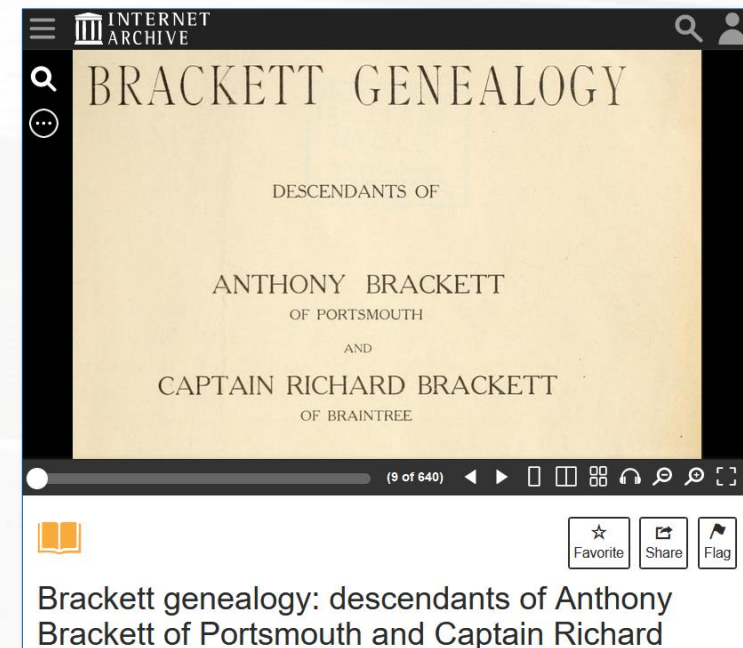 INTERNET
ARCHIVE
BRACKETT GENEALOGY
DESCENDANTS OF
ANTHONY BRACKETT
OF PORTSMOUTH
AND
CAPTAIN RICHARD BRACKETT
OF BRAINTREE
(9 of 640)
Favorite Share Flag
Brackett genealogy: descendants of Anthony
Brackett of Portsmouth and Captain Richard